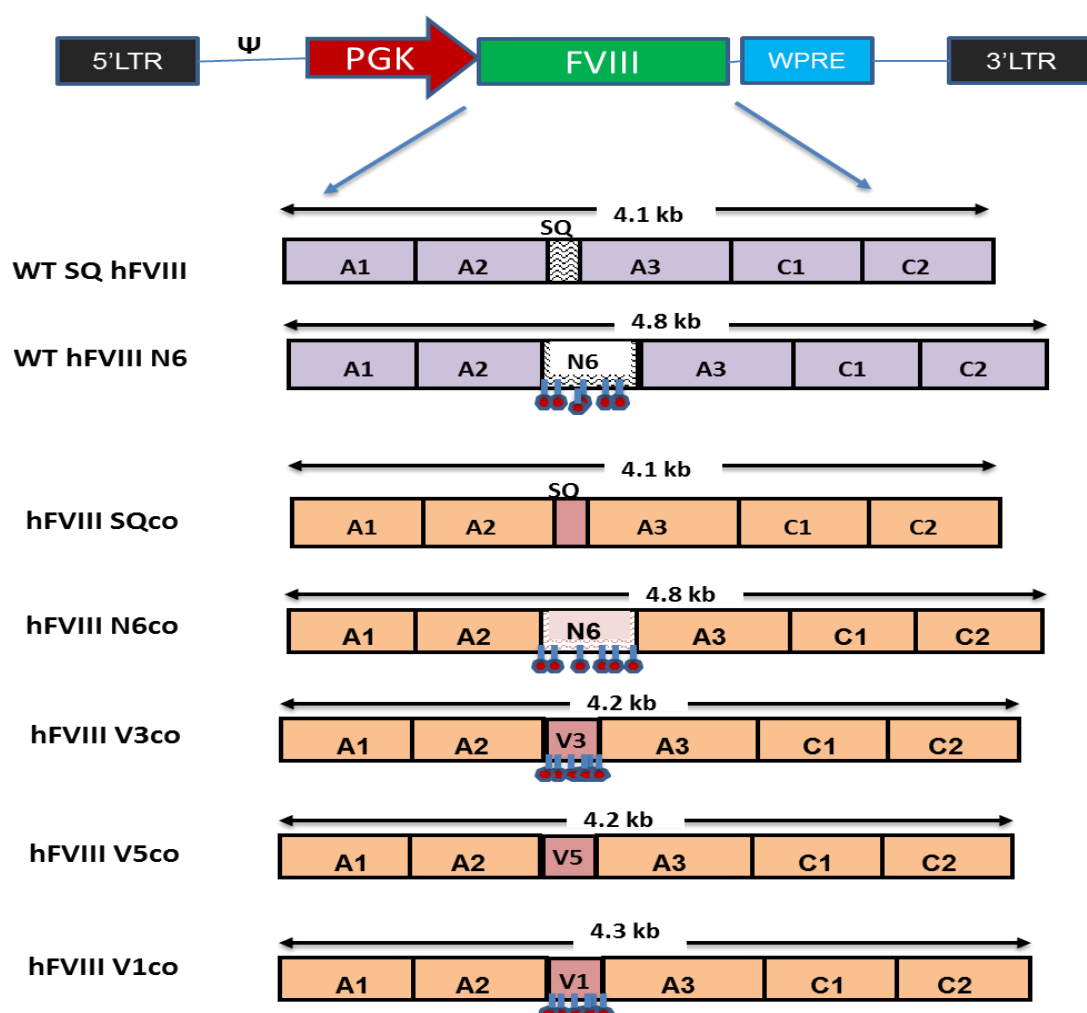 Ψ
5'LTR PGK FVIII WPRE 3'LTR
4.1 kb
SQ
WT SQ hFVIII A1 A2 A3 C1 C2
4.8 kb
WT hFVIII N6 A1 A2 N6 A3 C1 C2
4.1 kb
SQ
hFVIII SQco A1 A2 A3 C1 C2
4.8 kb
hFVIII N6co A1 A2 N6 A3 C1 C2
4.2 kb
hFVIII V3co A1 A2 V3 A3 C1 C2
4.2 kb
hFVIII V5co A1 A2 V5 A3 C1 C2
4.3 kb
hFVIII V1co A1 A2 V1 A3 C1 C2